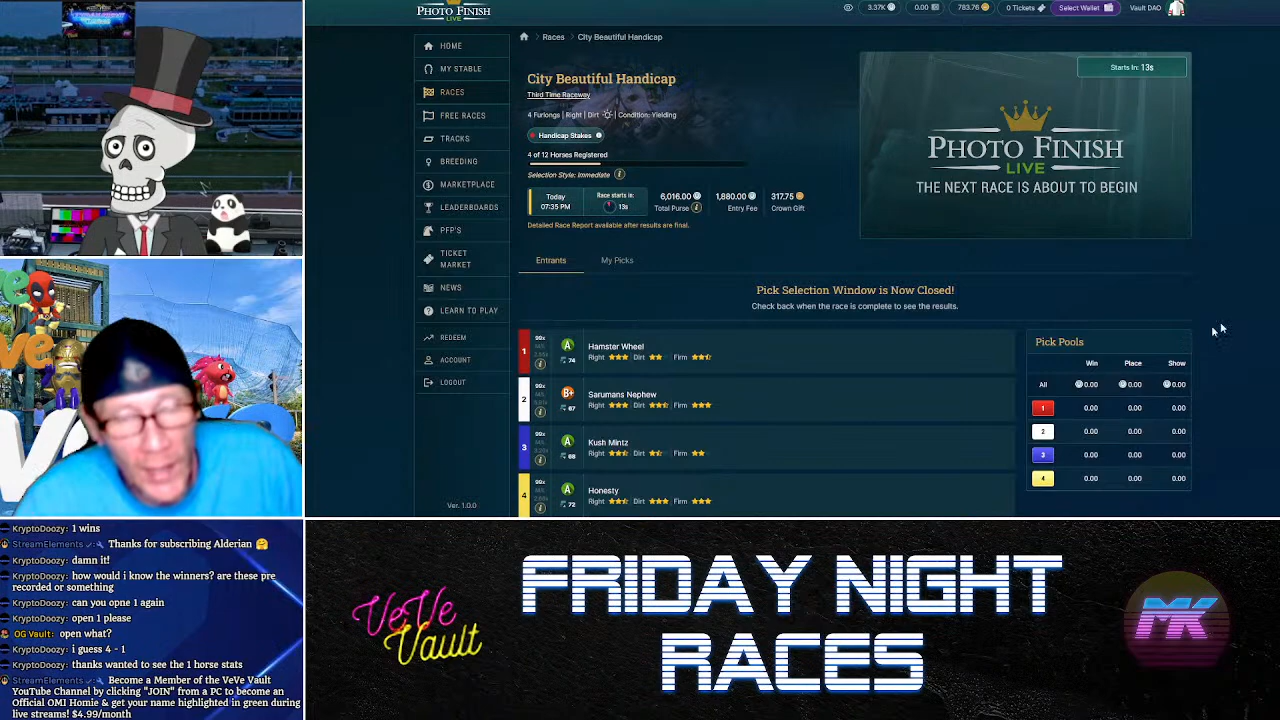 PHOTO FINISH
LIVE
3.37K
0.00
783.76
0 Tickets
Select Wallet
Vault DAO
HOME
MY STABLE
RACES
FREE RACES
TRACKS
BREEDING
MARKETPLACE
LEADERBOARDS
PFP'S
TICKET
MARKET
NEWS
LEARN TO PLAY
REDEEM
ACCOUNT
LOGOUT
Ver. 1.0.0
> Races > City Beautiful Handicap
City Beautiful Handicap
Third Time Raceway
4 Furlongs | Right | Dirt | Condition: Yielding
Handicap Stakes
4 of 12 Horses Registered
Selection Style: Immediate
Today
07:35 PM
Race starts in:
13s
6,016.00
Total Purse
1,880.00
Entry Fee
317.75
Crown Gift
Detailed Race Report available after results are final.
Starts In: 13s
PHOTO FINISH
LIVE
THE NEXT RACE IS ABOUT TO BEGIN
Entrants
My Picks
Pick Selection Window is Now Closed!
Check back when the race is complete to see the results.
1
99x
M/L
A
74
Hamster Wheel
Right Dirt Firm
2
99x
M/L
B+
67
Sarumans Nephew
Right Dirt Firm
3
99x
M/L
A
68
Kush Mintz
Right Dirt Firm
4
99x
M/L
A
72
Honesty
Right Dirt Firm
Pick Pools
Win Place Show
All 0.00 0.00 0.00
1 0.00 0.00 0.00
2 0.00 0.00 0.00
3 0.00 0.00 0.00
4 0.00 0.00 0.00
KryptoDoozy: 1 wins
StreamElements: Thanks for subscribing Alderian
KryptoDoozy: damn it!
KryptoDoozy: how would i know the winners? are these pre
recorded or something
KryptoDoozy: can you opne 1 again
KryptoDoozy: open 1 please
OG Vault: open what?
KryptoDoozy: i guess 4 - 1
KryptoDoozy: thanks wanted to see the 1 horse stats
StreamElements: Become a Member of the VeVe Vault
YouTube Channel by clicking "JOIN" from a PC to become an
Official OMI Homie & get your name highlighted in green during
live streams! $4.99/month
VeVe
Vault
FRIDAY NIGHT
RACES
MK